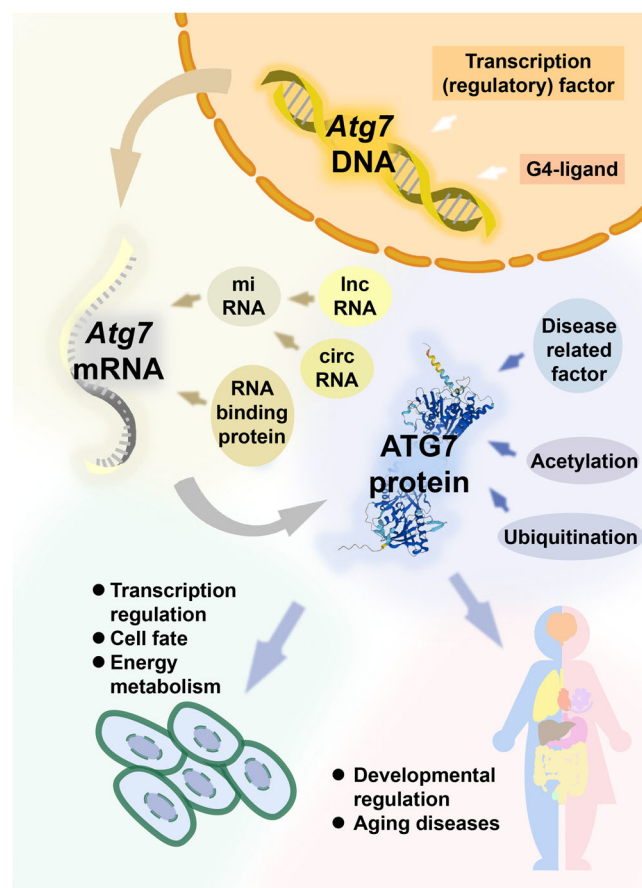 Transcription
(regulatory) factor
Atg7
DNA
G4-ligand
mi
RNA
lnc
RNA
circ
RNA
Atg7
mRNA
RNA
binding
protein
Disease
related
factor
ATG7
protein
Acetylation
Ubiquitination
● Transcription
regulation
● Cell fate
● Energy
metabolism
● Developmental
regulation
● Aging diseases